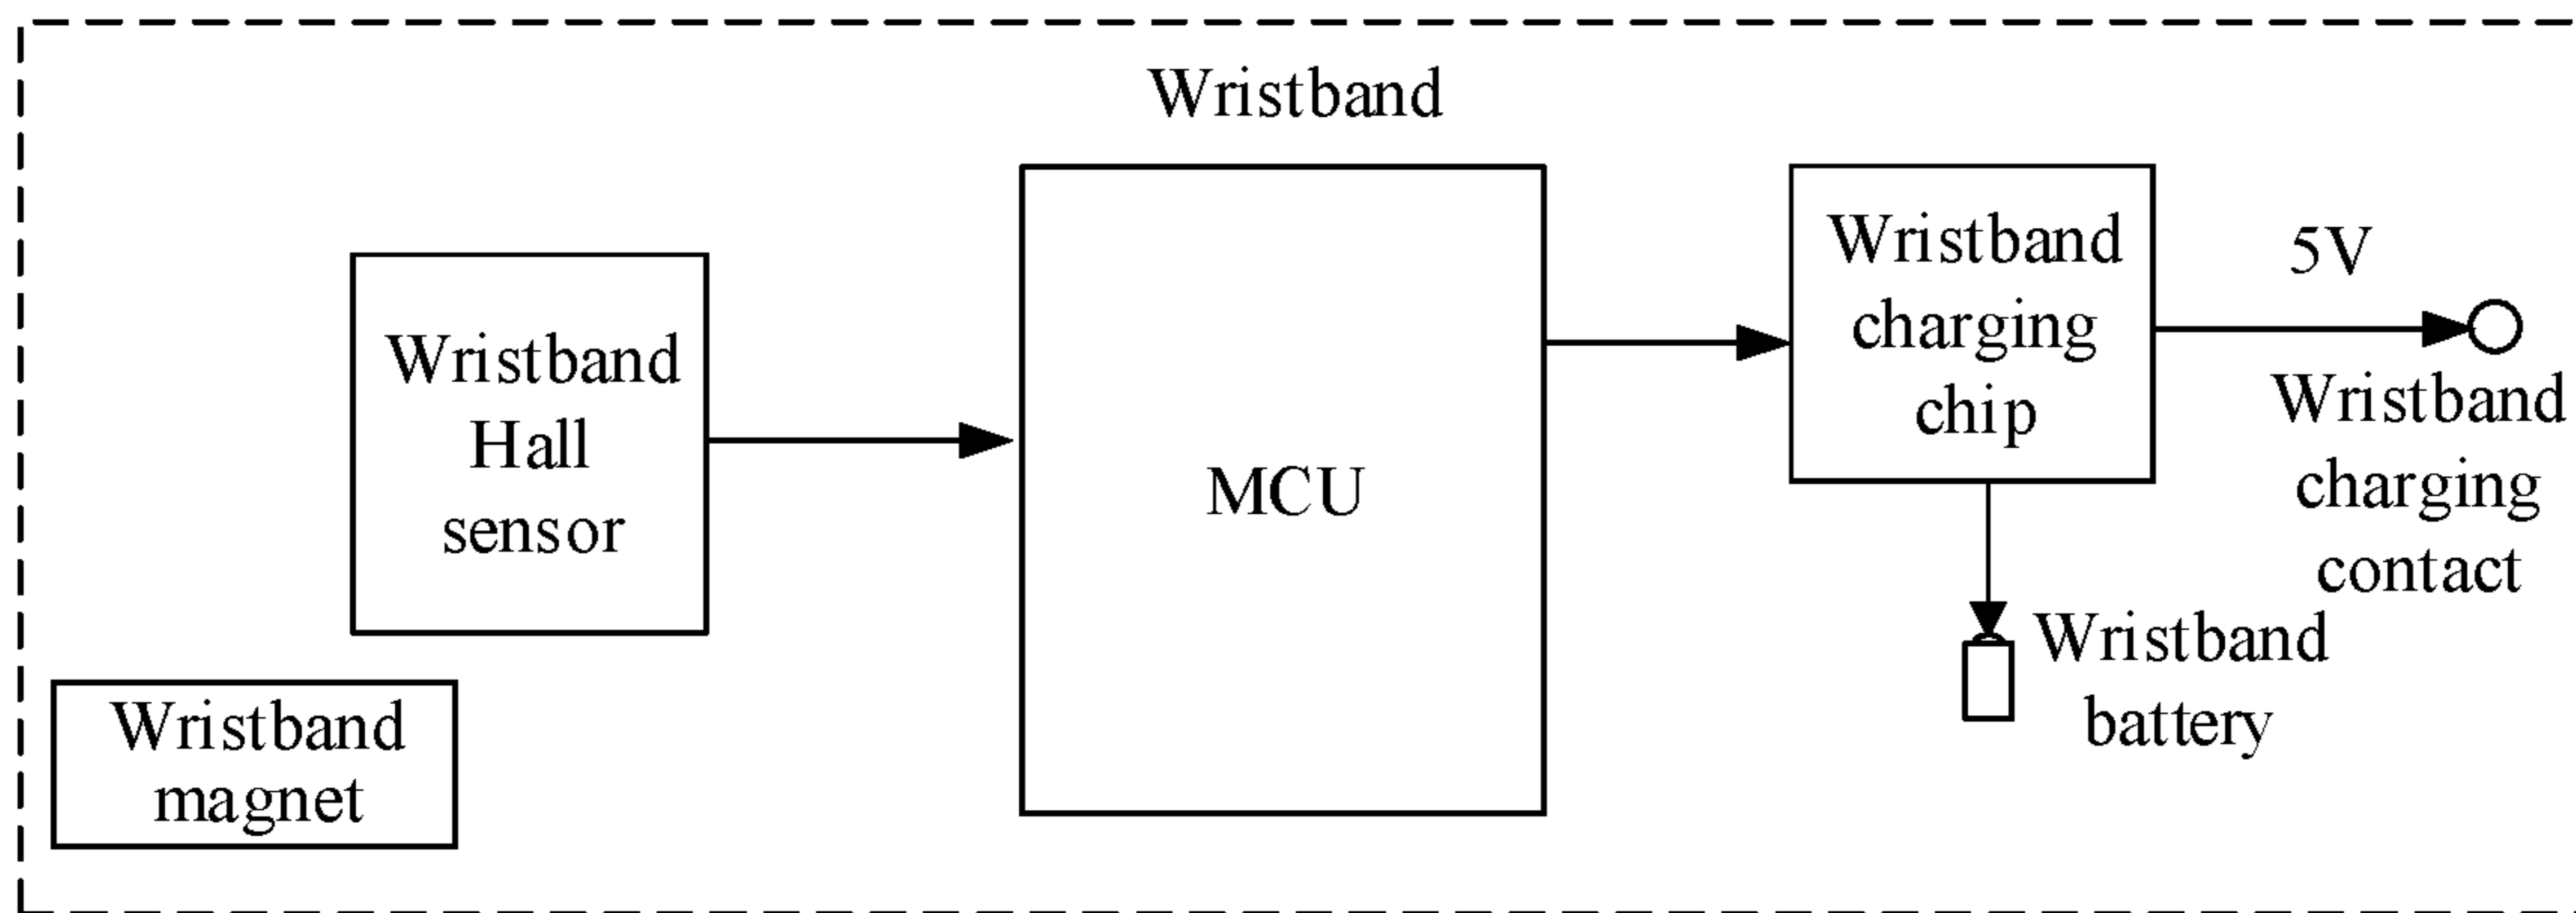 Wristband
Wristband
Hall
sensor
Wristband
magnet
MCU
Wristband
charging
chip
5V
Wristband
charging
contact
Wristband
battery